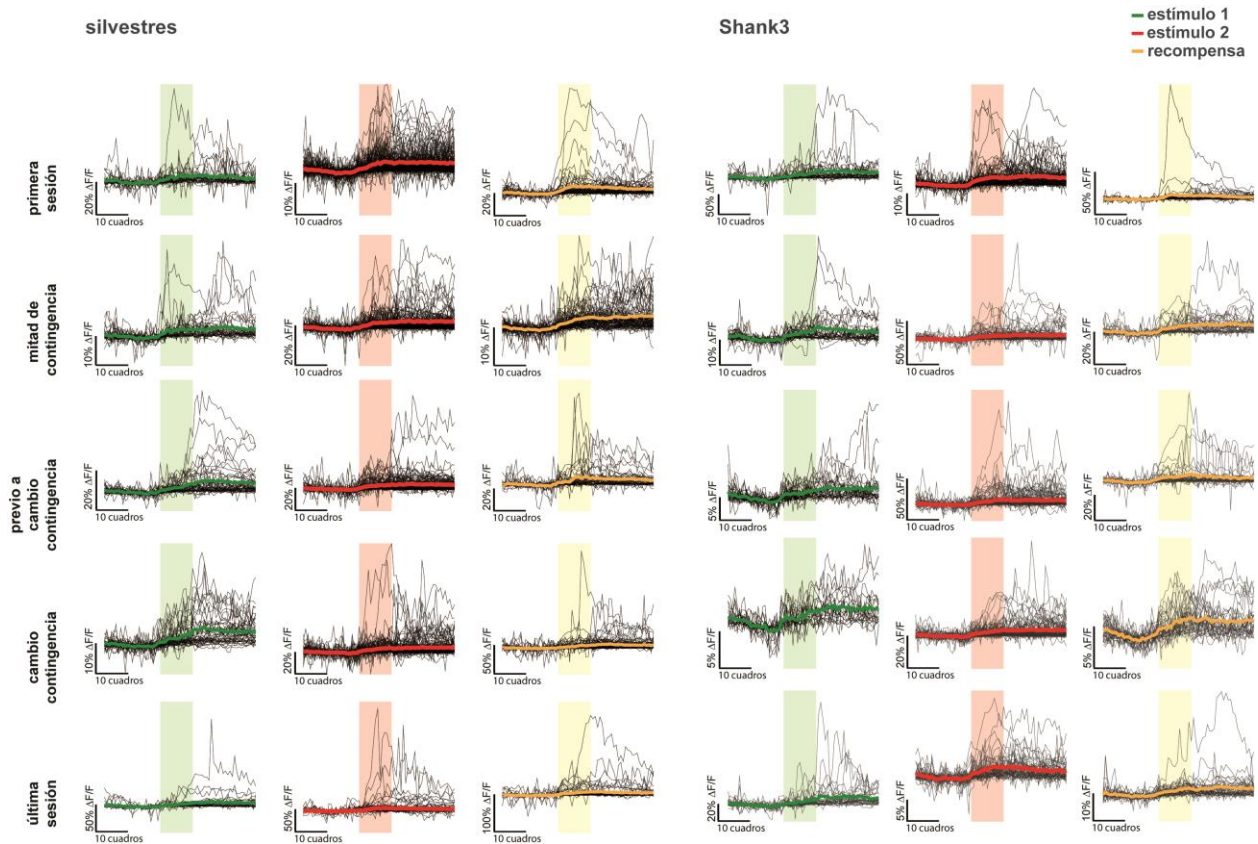 silvestres
Shank3
estímulo 1
estímulo 2
recompensa
primera
sesión
20% ΔF/F
10 cuadros
10% ΔF/F
10 cuadros
20% ΔF/F
10 cuadros
50% ΔF/F
10 cuadros
10% ΔF/F
10 cuadros
50% ΔF/F
10 cuadros
mitad de
contingencia
10% ΔF/F
10 cuadros
20% ΔF/F
10 cuadros
10% ΔF/F
10 cuadros
10% ΔF/F
10 cuadros
50% ΔF/F
10 cuadros
20% ΔF/F
10 cuadros
previo a
cambio
contingencia
20% ΔF/F
10 cuadros
20% ΔF/F
10 cuadros
20% ΔF/F
10 cuadros
5% ΔF/F
10 cuadros
50% ΔF/F
10 cuadros
20% ΔF/F
10 cuadros
cambio
contingencia
10% ΔF/F
10 cuadros
20% ΔF/F
10 cuadros
50% ΔF/F
10 cuadros
5% ΔF/F
10 cuadros
20% ΔF/F
10 cuadros
5% ΔF/F
10 cuadros
última
sesión
50% ΔF/F
10 cuadros
50% ΔF/F
10 cuadros
100% ΔF/F
10 cuadros
20% ΔF/F
10 cuadros
5% ΔF/F
10 cuadros
10% ΔF/F
10 cuadros